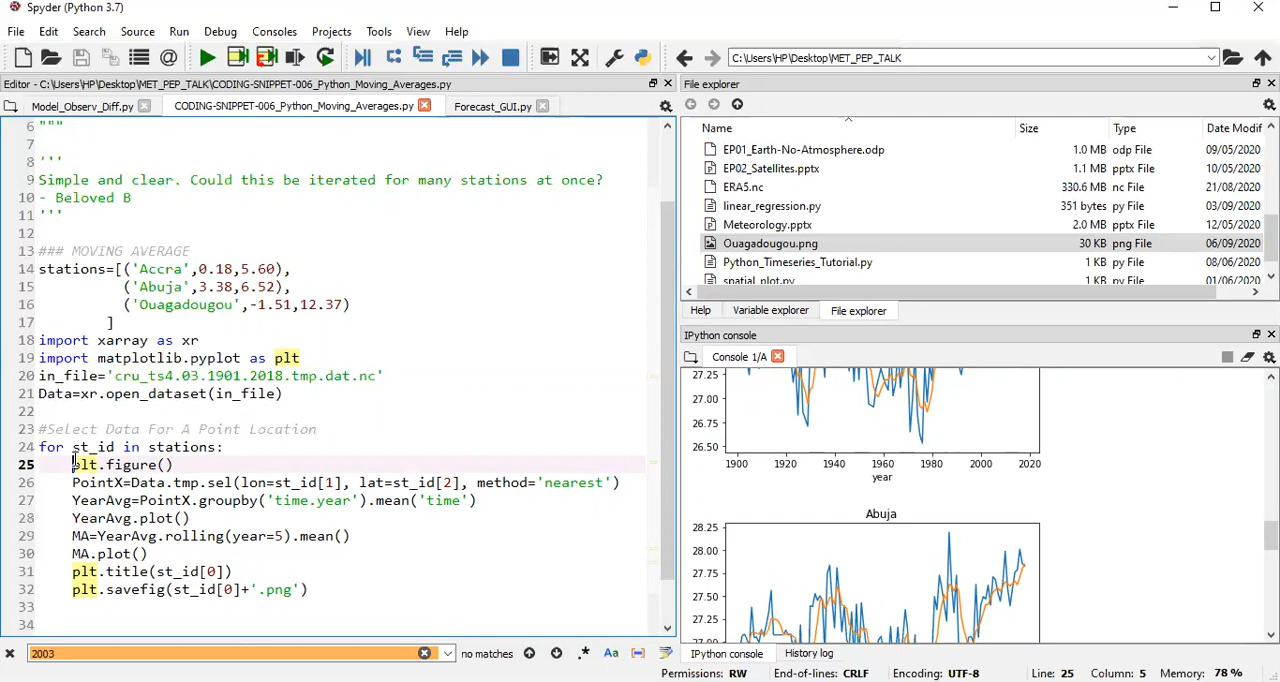 Spyder (Python 3.7)
File Edit Search Source Run Debug Consoles Projects Tools View Help
C:\Users\HP\Desktop\MET_PEP_TALK
Editor - C:\Users\HP\Desktop\MET_PEP_TALK\CODING-SNIPPET-006_Python_Moving_Averages.py
Model_Observ_Diff.py CODING-SNIPPET-006_Python_Moving_Averages.py Forecast_GUI.py
6 """
7
8 '''
9 Simple and clear. Could this be iterated for many stations at once?
10 - Beloved B
11 '''
12
13 ### MOVING AVERAGE
14 stations=[('Accra',0.18,5.60),
15 ('Abuja',3.38,6.52),
16 ('Ouagadougou',-1.51,12.37)
17 ]
18 import xarray as xr
19 import matplotlib.pyplot as plt
20 in_file='cru_ts4.03.1901.2018.tmp.dat.nc'
21 Data=xr.open_dataset(in_file)
22
23 #Select Data For A Point Location
24 for st_id in stations:
25 plt.figure()
26 PointX=Data.tmp.sel(lon=st_id[1], lat=st_id[2], method='nearest')
27 YearAvg=PointX.groupby('time.year').mean('time')
28 YearAvg.plot()
29 MA=YearAvg.rolling(year=5).mean()
30 MA.plot()
31 plt.title(st_id[0])
32 plt.savefig(st_id[0]+'.png')
33
34
2003 no matches Aa
File explorer
Name Size Type Date Modif
EP01_Earth-No-Atmosphere.odp 1.0 MB odp File 09/05/2020
EP02_Satellites.pptx 1.1 MB pptx File 10/05/2020
ERA5.nc 330.6 MB nc File 21/08/2020
linear_regression.py 351 bytes py File 03/09/2020
Meteorology.pptx 2.0 MB pptx File 12/05/2020
Ouagadougou.png 30 KB png File 06/09/2020
Python_Timeseries_Tutorial.py 1 KB py File 08/06/2020
spatial_plot.py 1 KB py File 01/06/2020
Help Variable explorer File explorer
IPython console
Console 1/A
27.25
27.00
26.75
26.50
1900 1920 1940 1960 1980 2000 2020
year
Abuja
28.25
28.00
27.75
27.50
27.25
27.00
IPython console History log
Permissions: RW End-of-lines: CRLF Encoding: UTF-8 Line: 25 Column: 5 Memory: 78 %